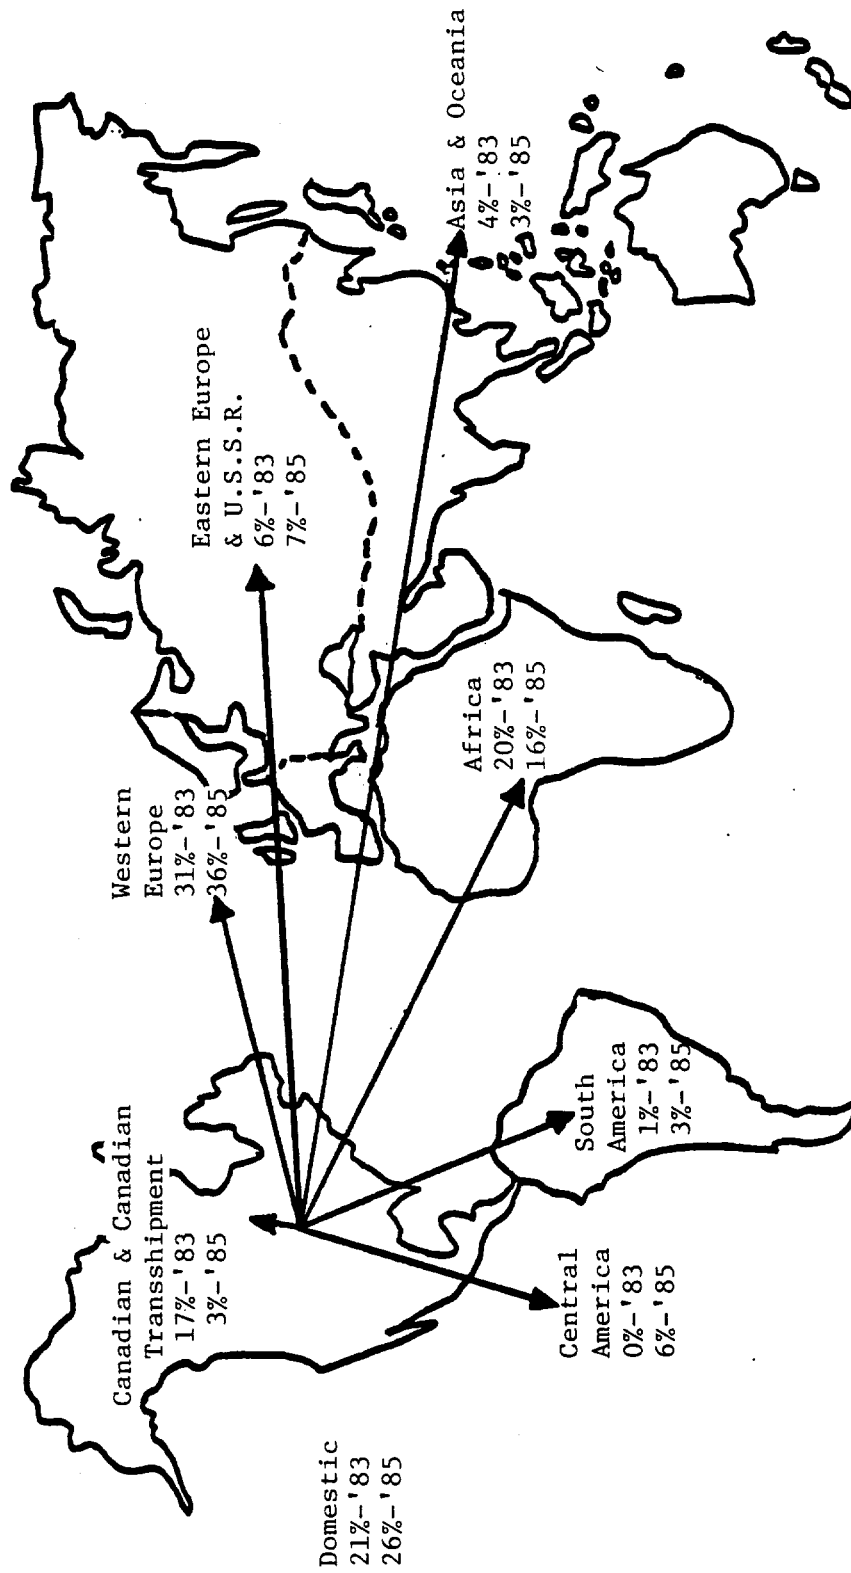 Canadian & Canadian
Transshipment
17%-'83
3%-'85
Western
Europe
31%-'83
36%-'85
Eastern Europe
& U.S.S.R.
6%-'83
7%-'85
Asia & Oceania
4%-'83
3%-'85
Africa
20%-'83
16%-'85
South
America
1%-'83
3%-'85
Central
America
0%-'83
6%-'85
Domestic
21%-'83
26%-'85